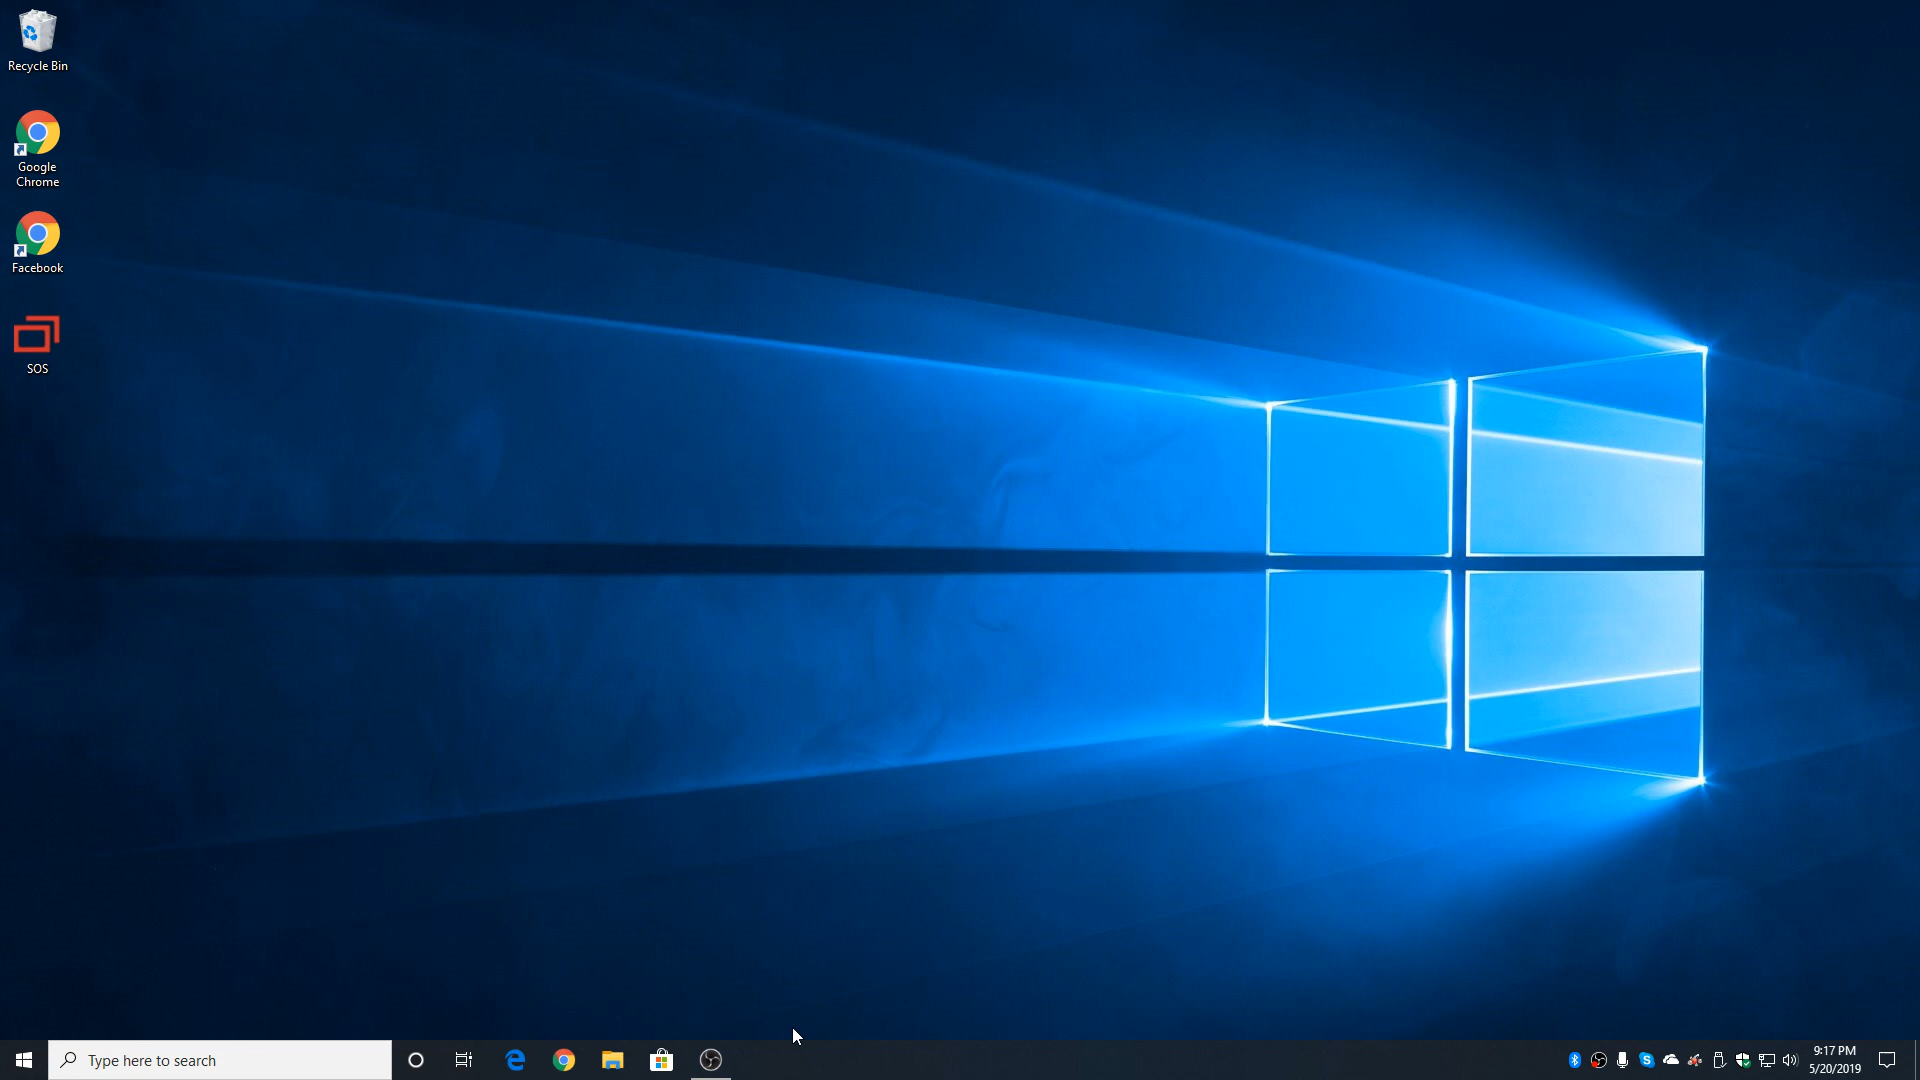 Recycle Bin
Google
Chrome
Facebook
SOS
Type here to search
9:17 PM
5/20/2019